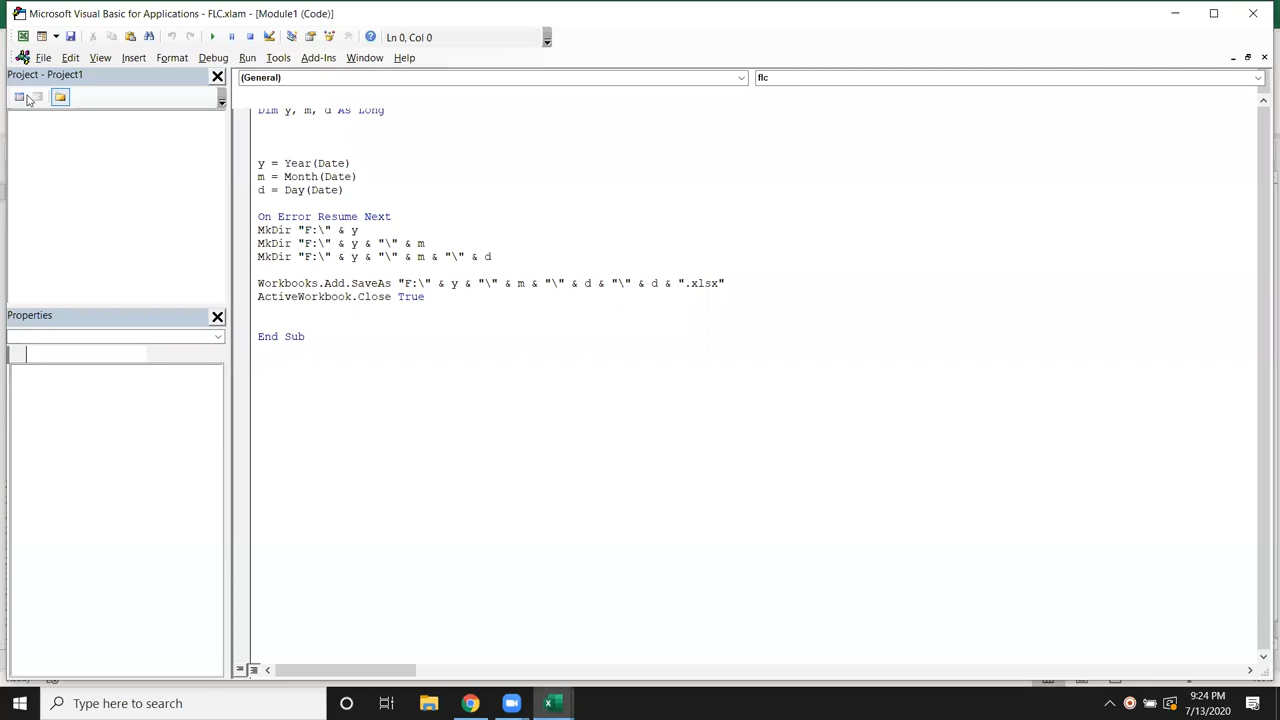 Microsoft Visual Basic for Applications - FLC.xlam - [Module1 (Code)]
Ln 0, Col 0
File Edit View Insert Format Debug Run Tools Add-Ins Window Help
Project - Project1
(General)
flc
Dim y, m, d As Long
y = Year(Date)
m = Month(Date)
d = Day(Date)
On Error Resume Next
MkDir "F:\" & y
MkDir "F:\" & y & "\" & m
MkDir "F:\" & y & "\" & m & "\" & d
Workbooks.Add.SaveAs "F:\" & y & "\" & m & "\" & d & "\" & d & ".xlsx"
ActiveWorkbook.Close True
Properties
End Sub
Type here to search
9:24 PM
7/13/2020